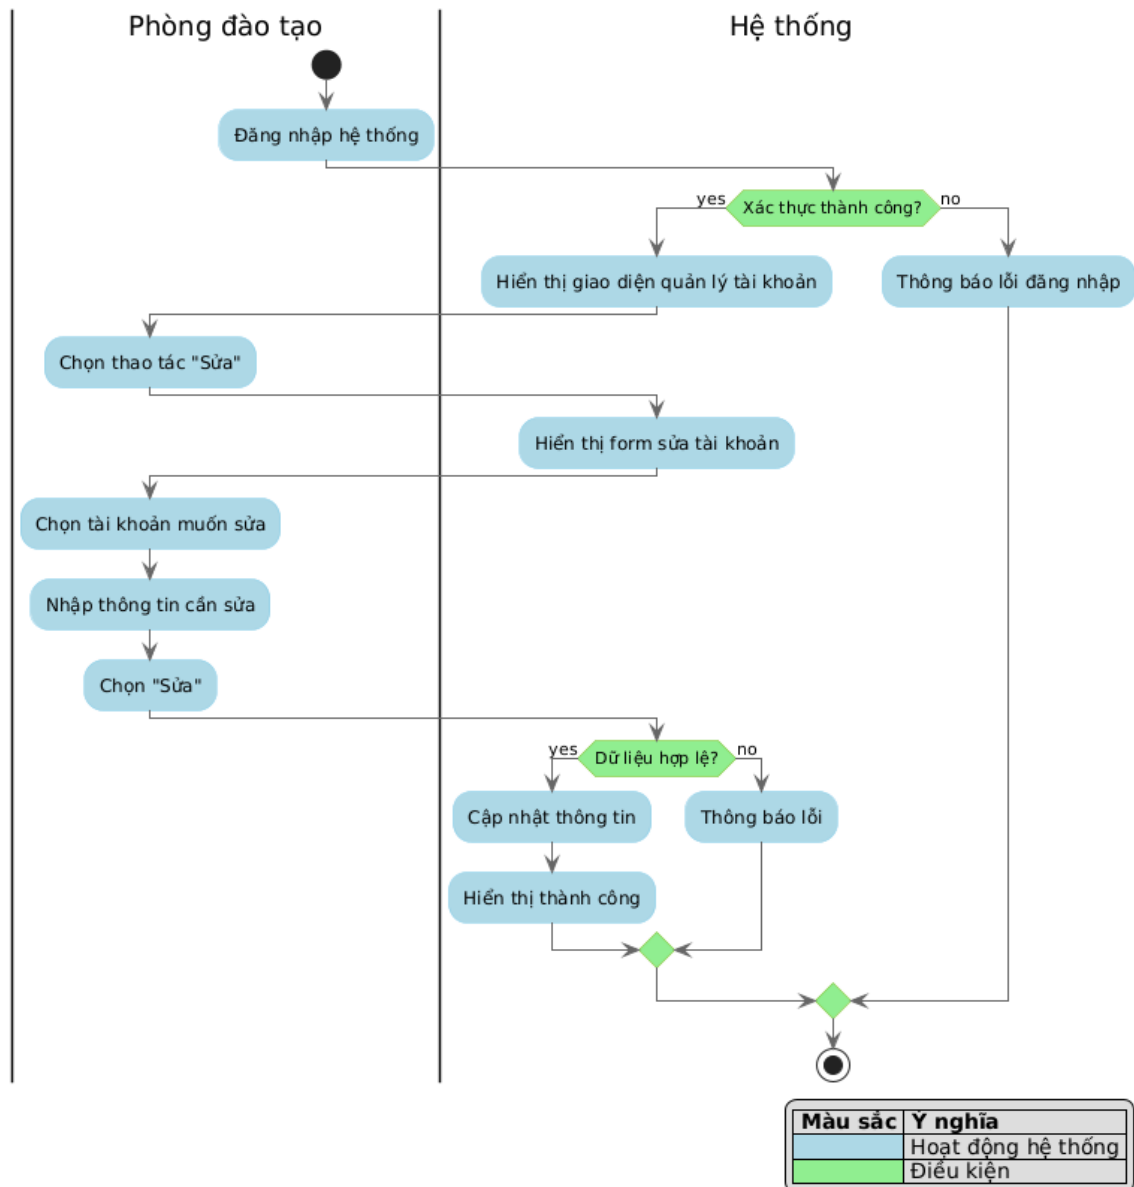 Phòng đào tạo
Hệ thống
Đăng nhập hệ thống
yes
Xác thực thành công?
no
Hiển thị giao diện quản lý tài khoản
Thông báo lỗi đăng nhập
Chọn thao tác "Sửa"
Hiển thị form sửa tài khoản
Chọn tài khoản muốn sửa
Nhập thông tin cần sửa
Chọn "Sửa"
yes
Dữ liệu hợp lệ?
no
Cập nhật thông tin
Thông báo lỗi
Hiển thị thành công
Màu sắc Ý nghĩa
Hoạt động hệ thống
Điều kiện